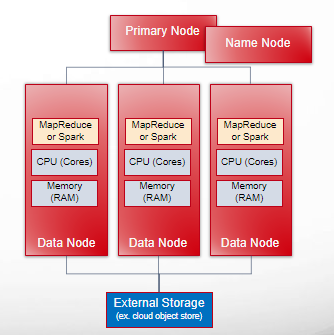 Primary Node
Name Node
MapReduce
or Spark
CPU (Cores)
Memory
(RAM)
Data Node
MapReduce
or Spark
CPU (Cores)
Memory
(RAM)
Data Node
MapReduce
or Spark
CPU (Cores)
Memory
(RAM)
Data Node
External Storage
(ex. cloud object store)